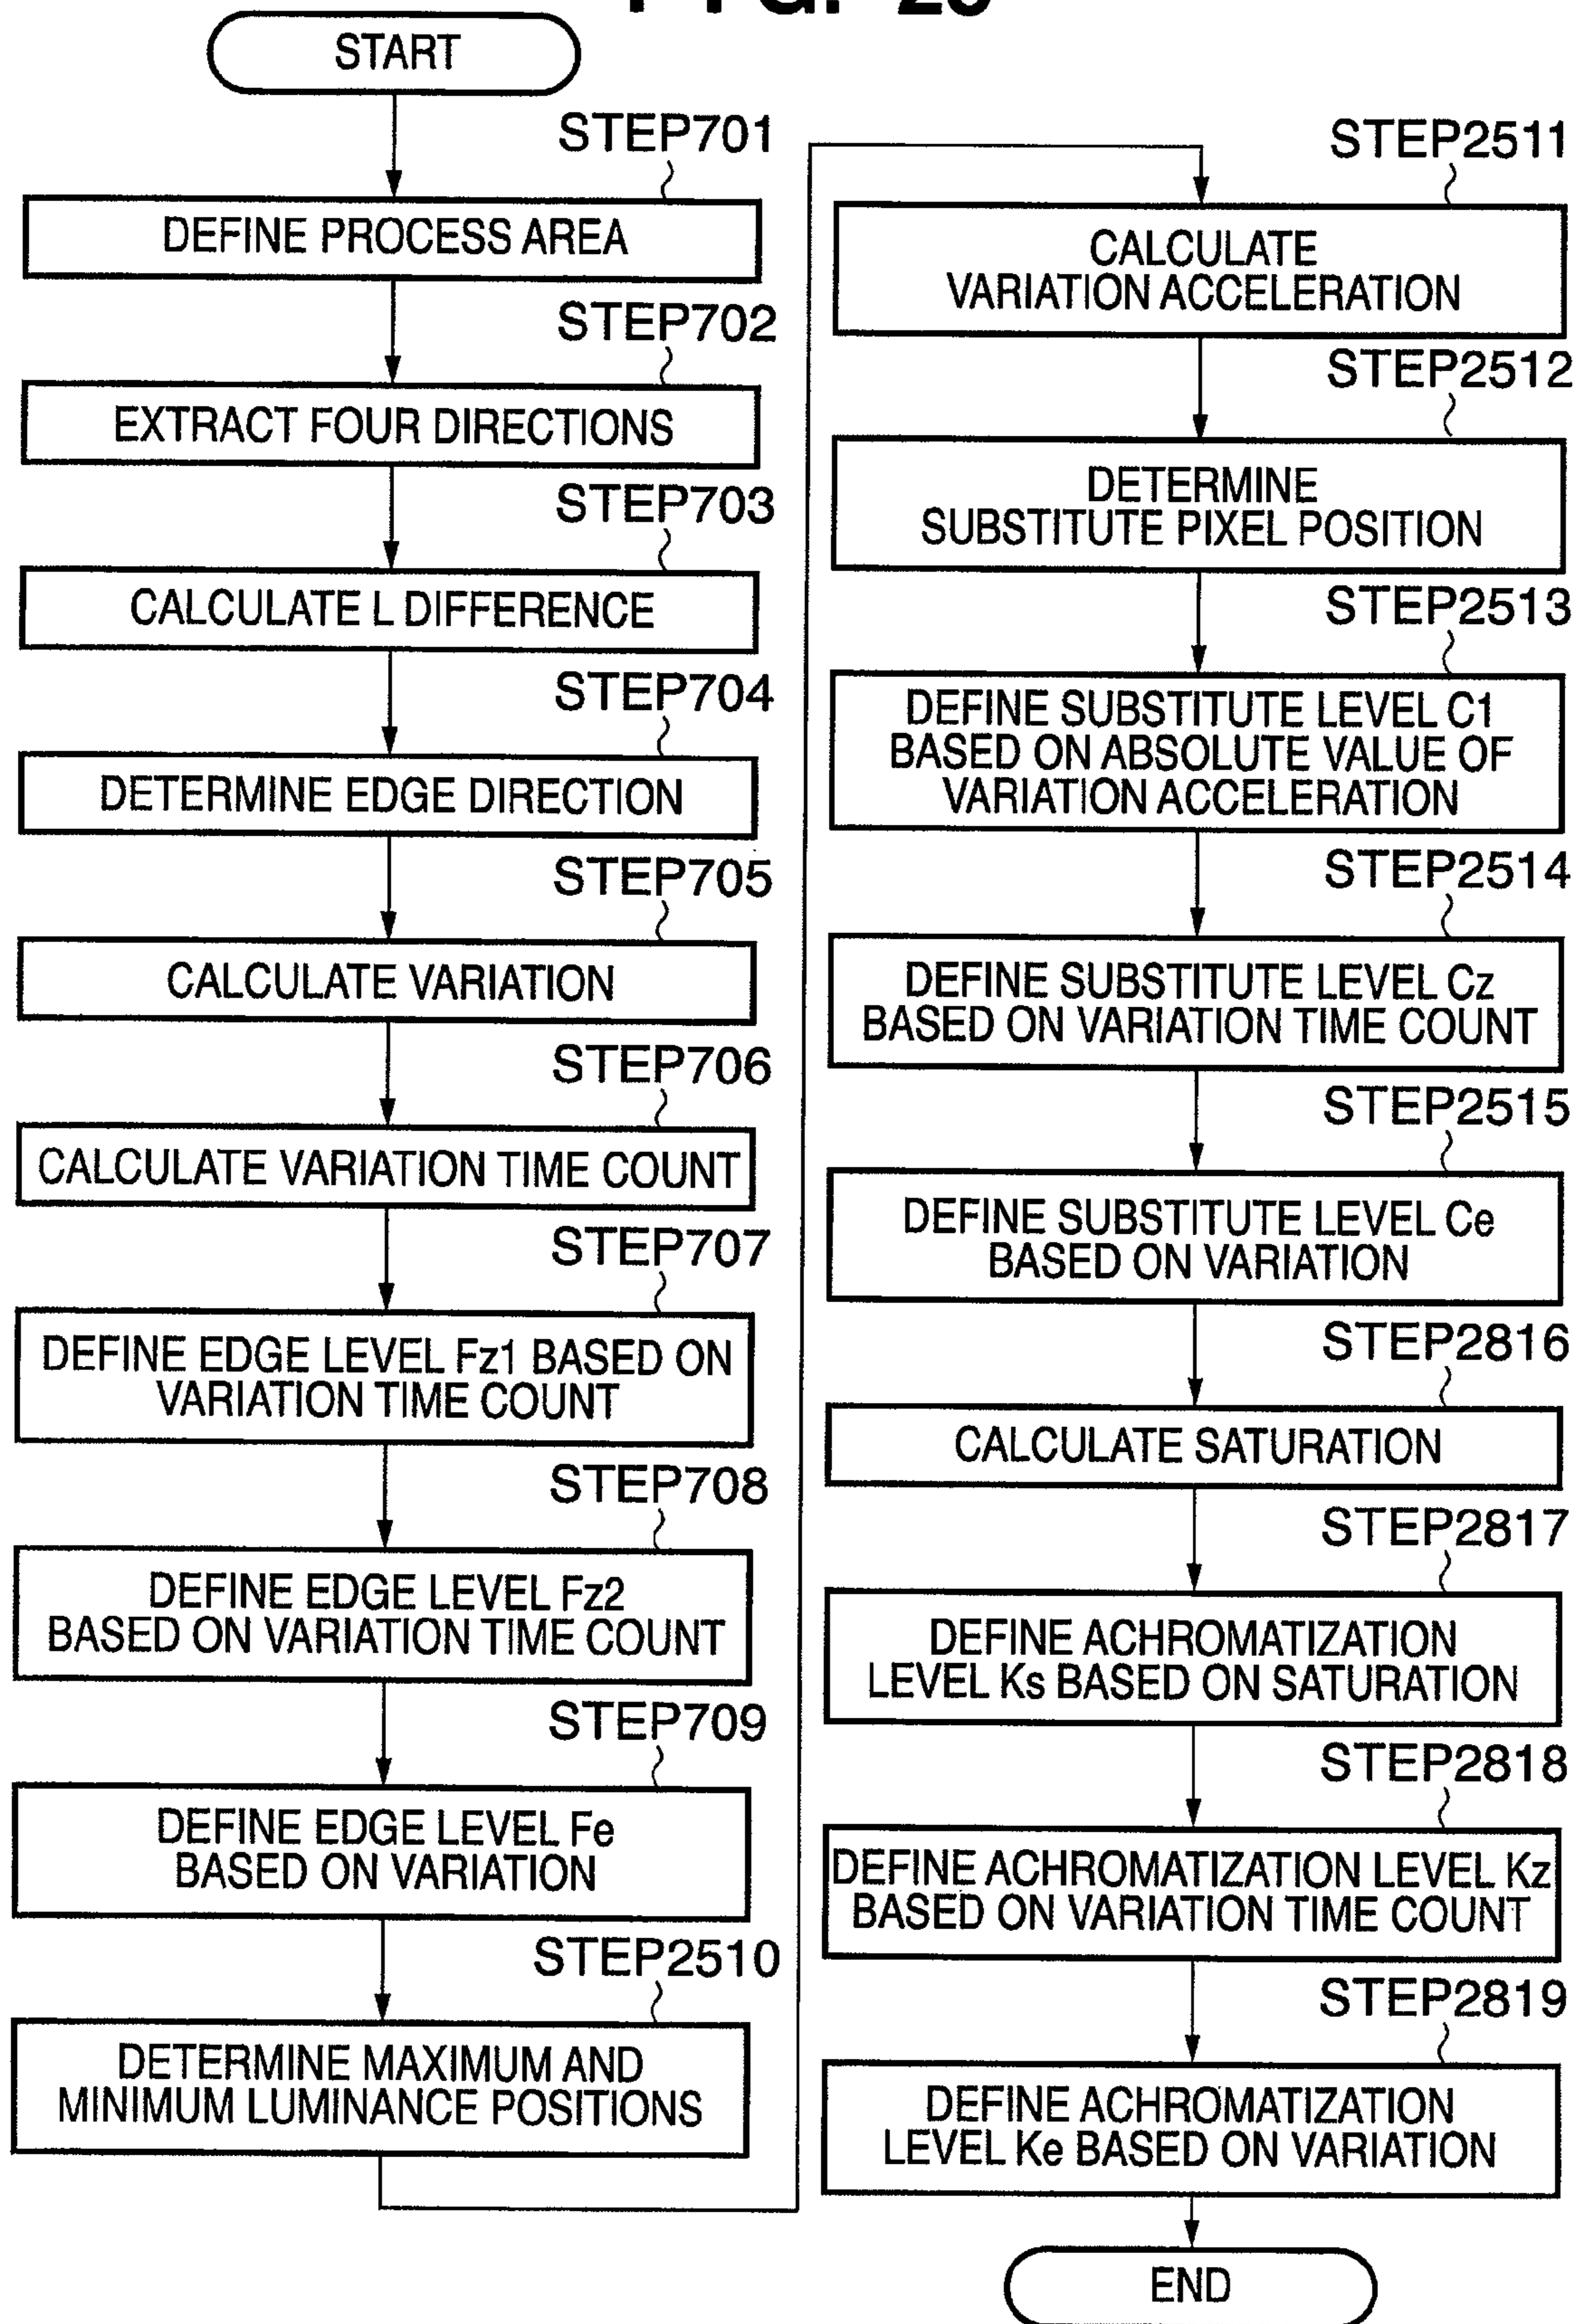 START
STEP701
DEFINE PROCESS AREA
STEP702
EXTRACT FOUR DIRECTIONS
STEP703
CALCULATE L DIFFERENCE
STEP704
DETERMINE EDGE DIRECTION
STEP705
CALCULATE VARIATION
STEP706
CALCULATE VARIATION TIME COUNT
STEP707
DEFINE EDGE LEVEL Fz1 BASED ON
VARIATION TIME COUNT
STEP708
DEFINE EDGE LEVEL Fz2
BASED ON VARIATION TIME COUNT
STEP709
DEFINE EDGE LEVEL Fe
BASED ON VARIATION
STEP2510
DETERMINE MAXIMUM AND
MINIMUM LUMINANCE POSITIONS
STEP2511
CALCULATE
VARIATION ACCELERATION
STEP2512
DETERMINE
SUBSTITUTE PIXEL POSITION
STEP2513
DEFINE SUBSTITUTE LEVEL C1
BASED ON ABSOLUTE VALUE OF
VARIATION ACCELERATION
STEP2514
DEFINE SUBSTITUTE LEVEL Cz
BASED ON VARIATION TIME COUNT
STEP2515
DEFINE SUBSTITUTE LEVEL Ce
BASED ON VARIATION
STEP2816
CALCULATE SATURATION
STEP2817
DEFINE ACHROMATIZATION
LEVEL Ks BASED ON SATURATION
STEP2818
DEFINE ACHROMATIZATION LEVEL Kz
BASED ON VARIATION TIME COUNT
STEP2819
DEFINE ACHROMATIZATION
LEVEL Ke BASED ON VARIATION
END